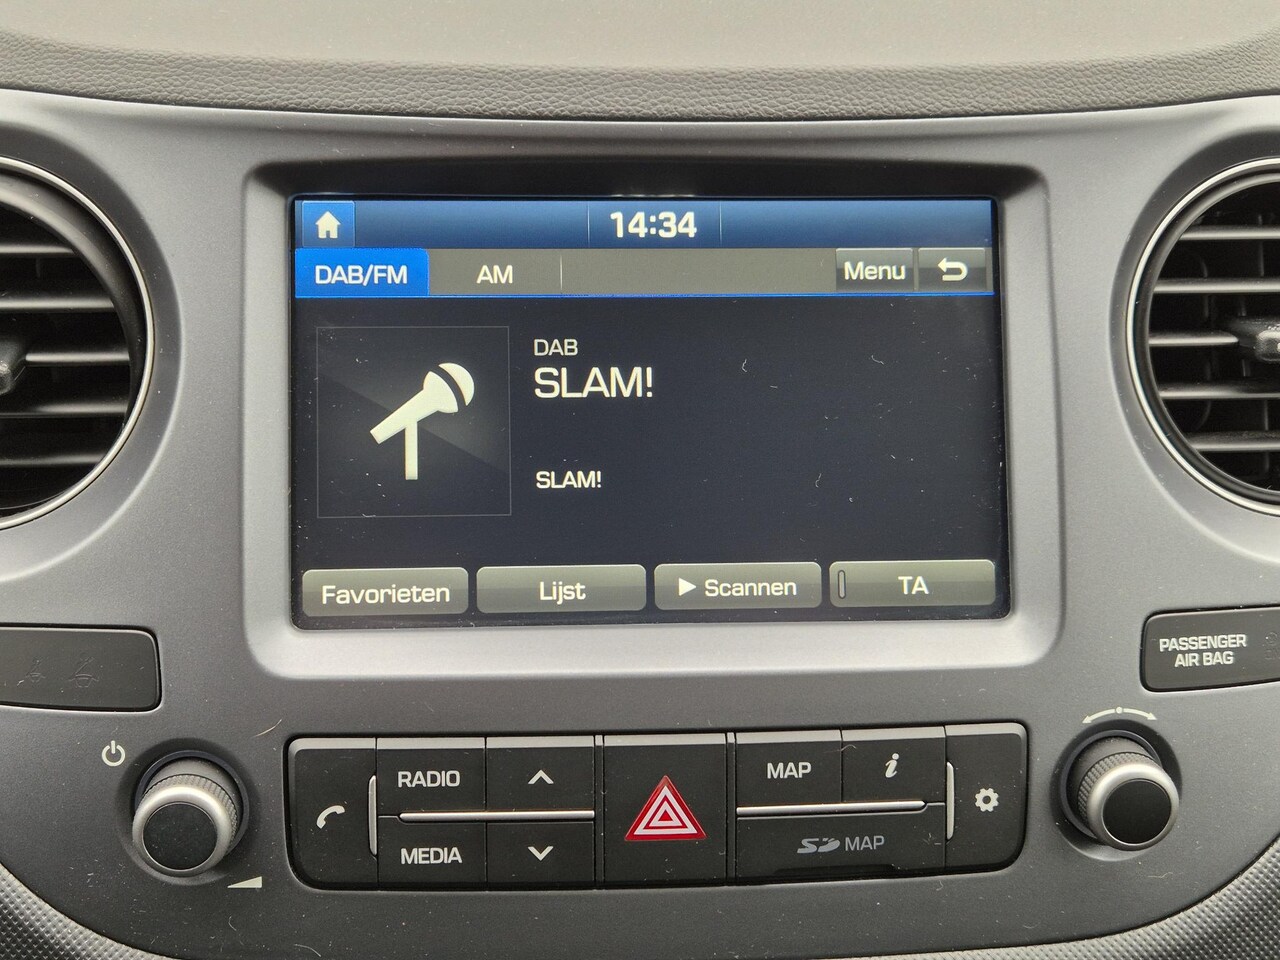 14:34
DAB/FM
AM
Menu
DAB
SLAM!
SLAM!
Favorieten
Lijst
Scannen
TA
PASSENGER
AIR BAG
RADIO
MAP
i
MEDIA
SD MAP